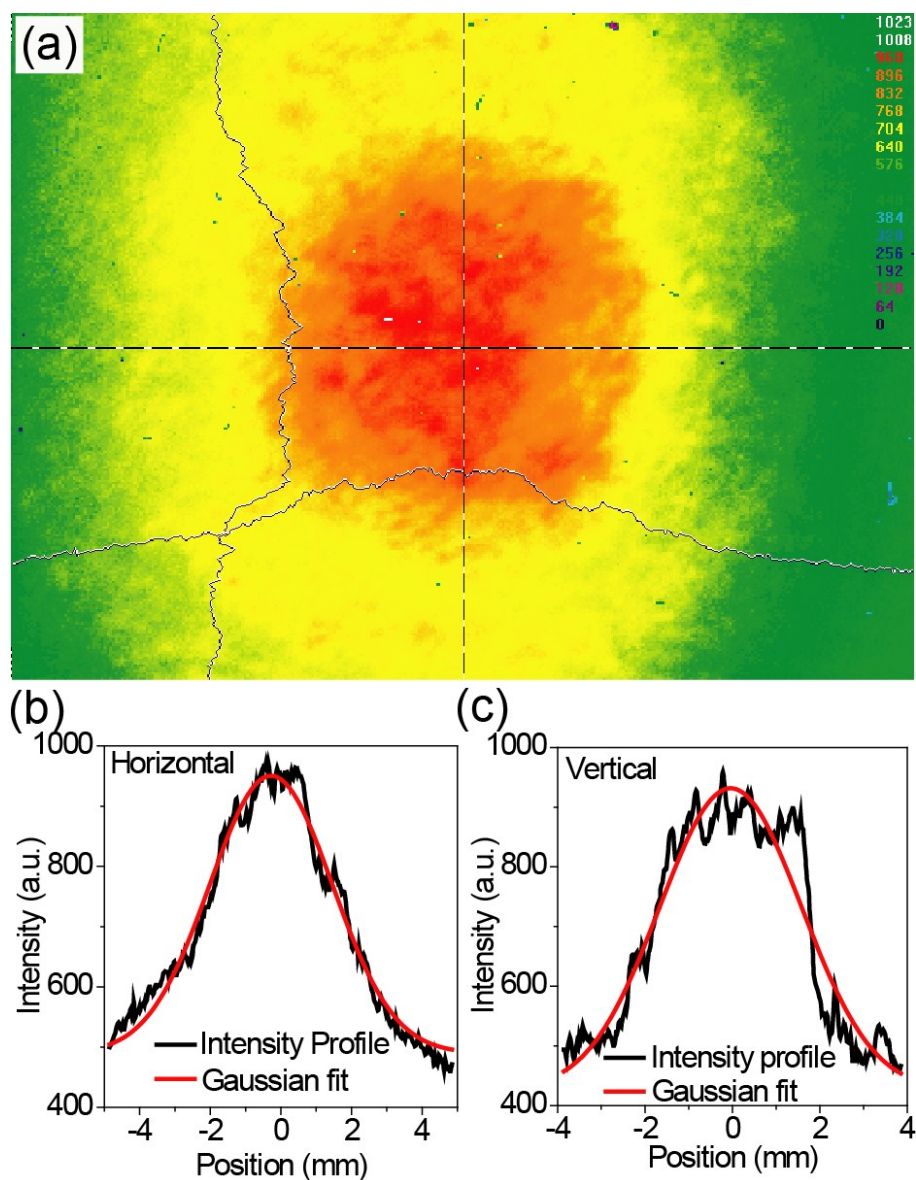 (a)
1023
1008
960
896
832
768
704
640
576
384
320
256
192
128
64
0
(b)
(c)
1000
800
600
400
Intensity (a.u.)
Horizontal
Intensity Profile
Gaussian fit
-4 -2 0 2 4
Position (mm)
1000
800
600
400
Intensity (a.u.)
Vertical
Intensity profile
Gaussian fit
-4 -2 0 2 4
Position (mm)